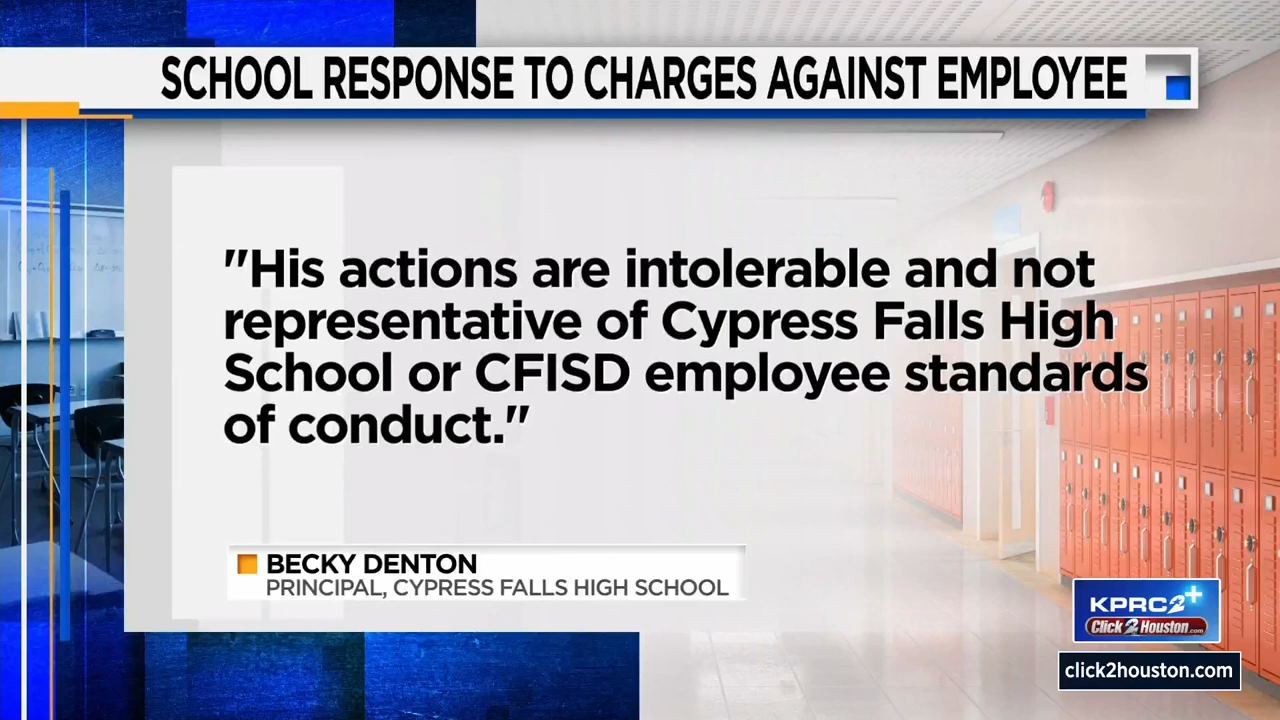 SCHOOL RESPONSE TO CHARGES AGAINST EMPLOYEE
"His actions are intolerable and not
representative of Cypress Falls High
School or CFISD employee standards
of conduct."
BECKY DENTON
PRINCIPAL, CYPRESS FALLS HIGH SCHOOL
KPRC2+
Click2Houston.com
click2houston.com